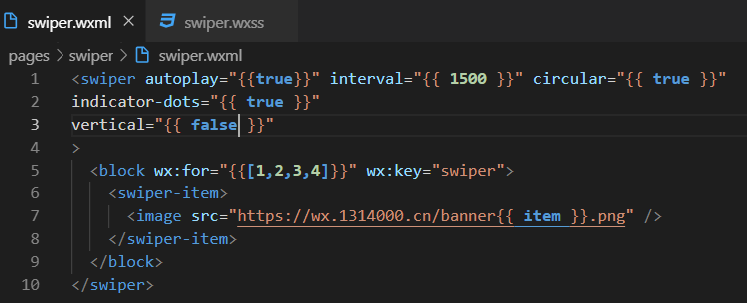 swiper.wxml × swiper.wxss
pages > swiper > swiper.wxml
1 <swiper autoplay="{{true}}" interval="{{ 1500 }}" circular="{{ true }}"
2 indicator-dots="{{ true }}"
3 vertical="{{ false }}"
4 >
5 <block wx:for="{{[1,2,3,4]}}" wx:key="swiper">
6 <swiper-item>
7 <image src="https://wx.1314000.cn/banner{{ item }}.png" />
8 </swiper-item>
9 </block>
10 </swiper>